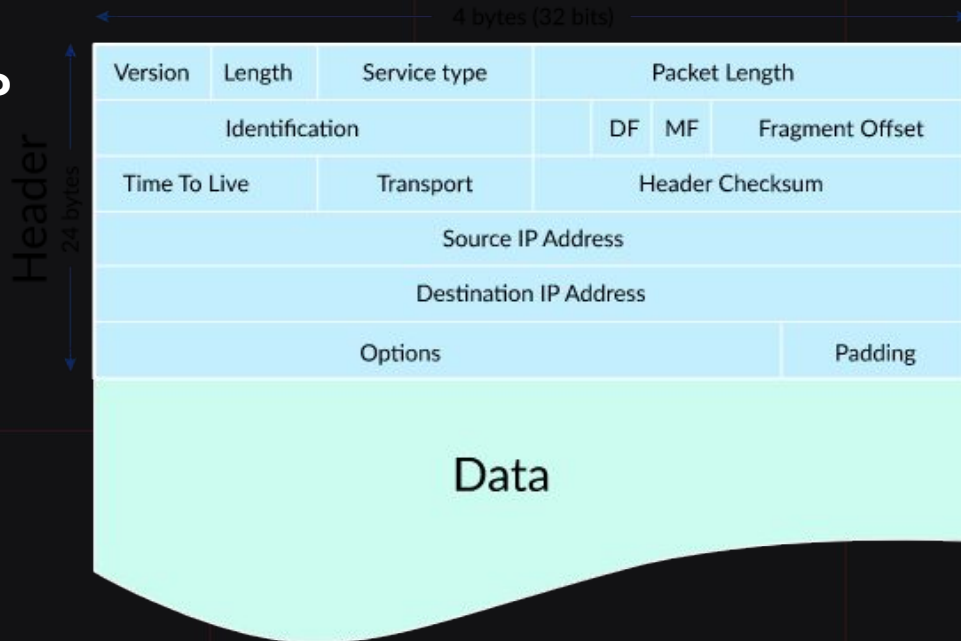 4 bytes (32 bits)
Version Length Service type Packet Length
Identification DF MF Fragment Offset
Time To Live Transport Header Checksum
Source IP Address
Destination IP Address
Options Padding
Data
Header
24 bytes